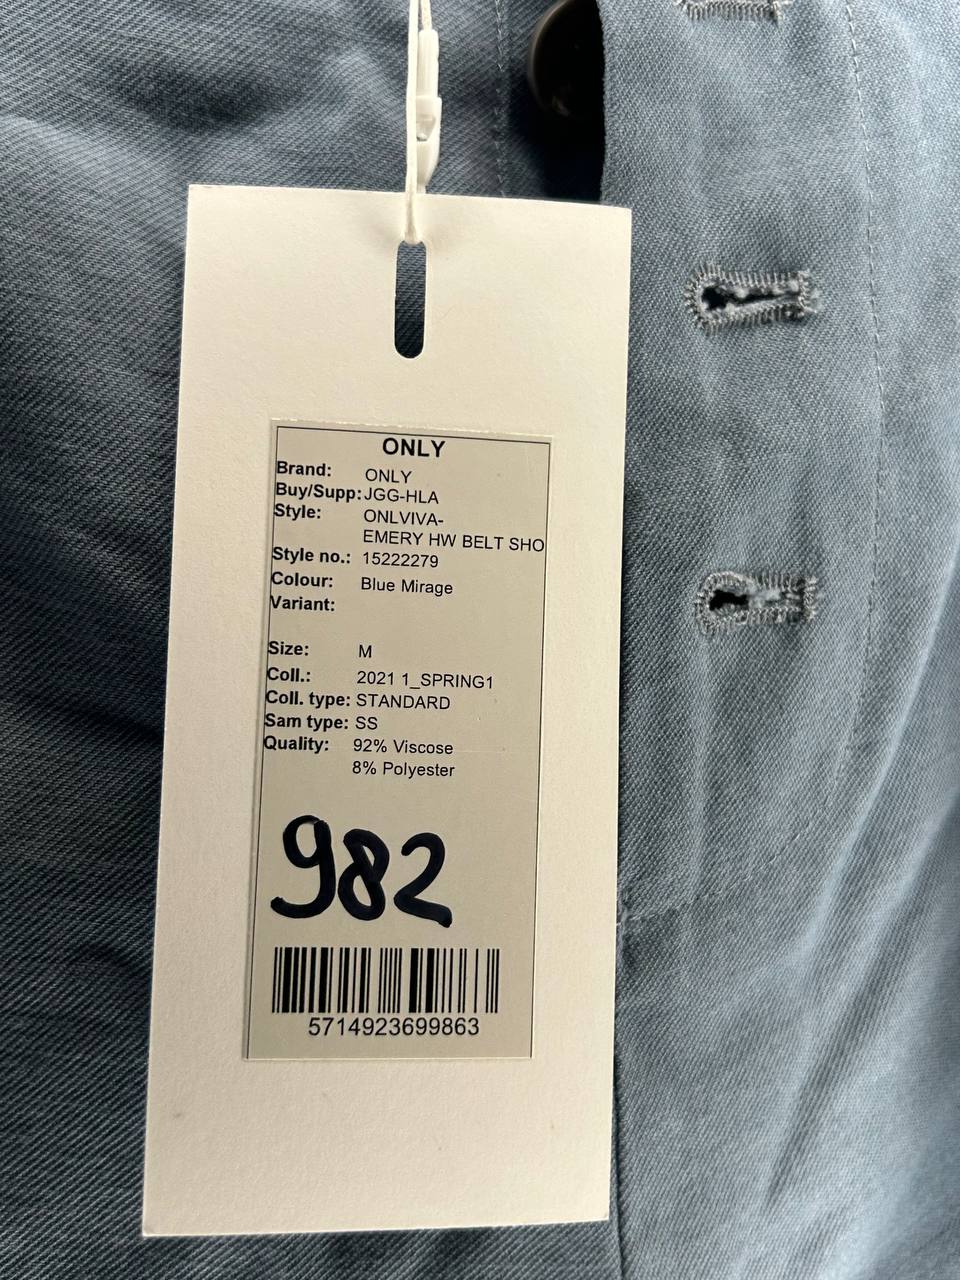 ONLY
Brand: ONLY
Buy/Supp: JGG-HLA
Style: ONLVIVA-
EMERY HW BELT SHO
Style no.: 15222279
Colour: Blue Mirage
Variant:
Size: M
Coll.: 2021 1_SPRING1
Coll. type: STANDARD
Sam type: SS
Quality: 92% Viscose
8% Polyester
982
5714923699863